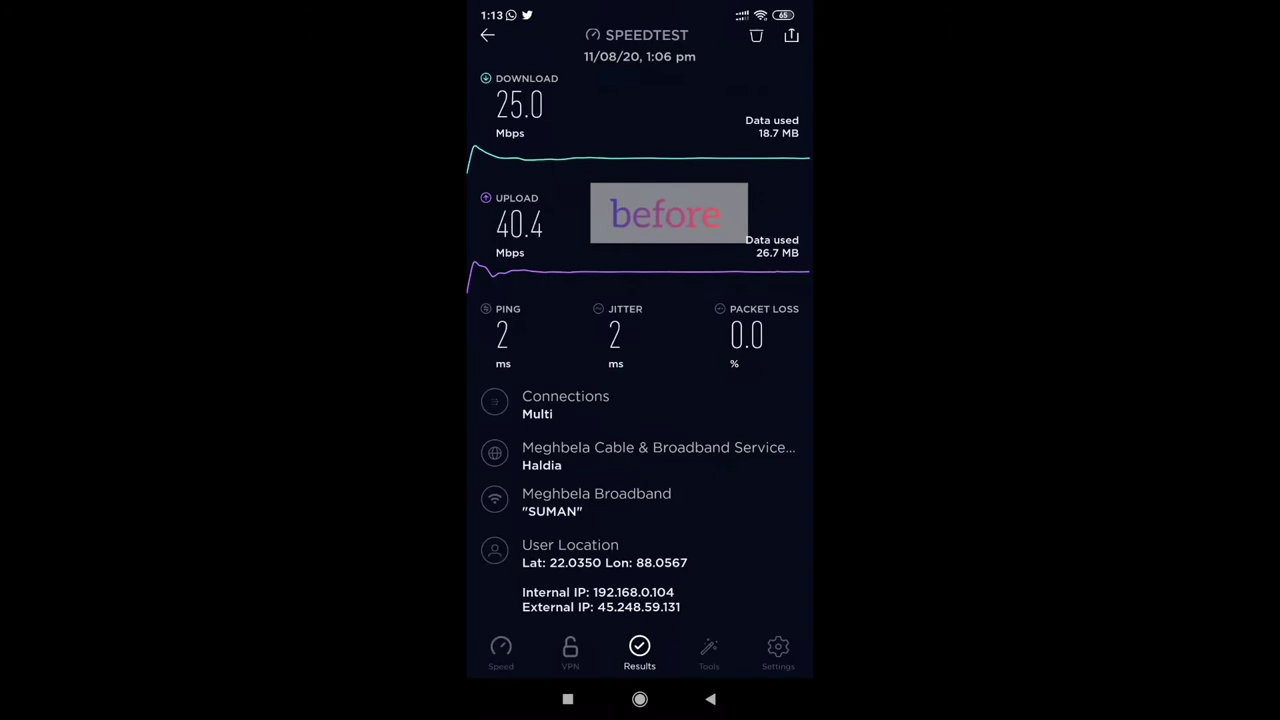 1:13 65
SPEEDTEST
11/08/20, 1:06 pm
DOWNLOAD
25.0
Mbps
Data used
18.7 MB
UPLOAD
40.4
Mbps
before
Data used
26.7 MB
PING JITTER PACKET LOSS
2 2 0.0
ms ms %
Connections
Multi
Meghbela Cable & Broadband Service...
Haldia
Meghbela Broadband
"SUMAN"
User Location
Lat: 22.0350 Lon: 88.0567
Internal IP: 192.168.0.104
External IP: 45.248.59.131
Speed VPN Results Tools Settings